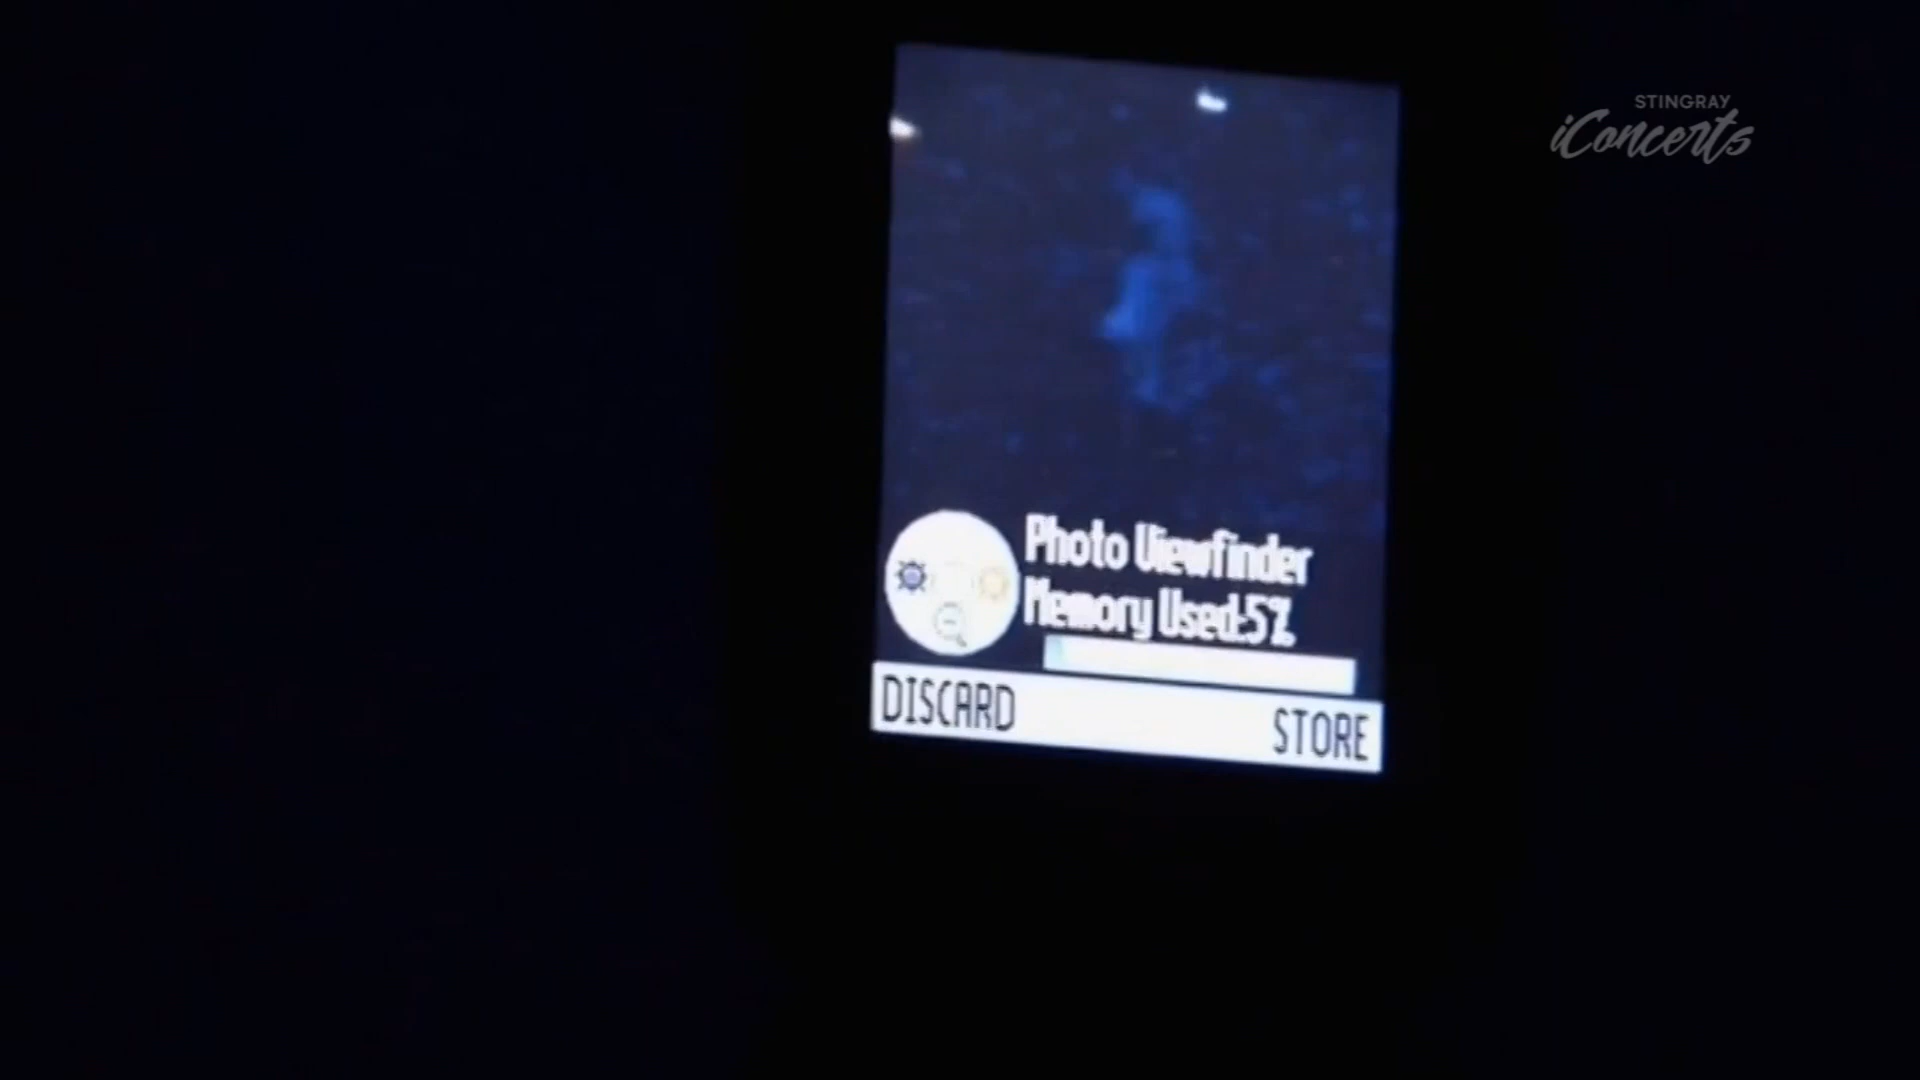 STINGRAY
iConcerts
Photo Viewfinder
Memory Used:5%
DISCARD
STORE